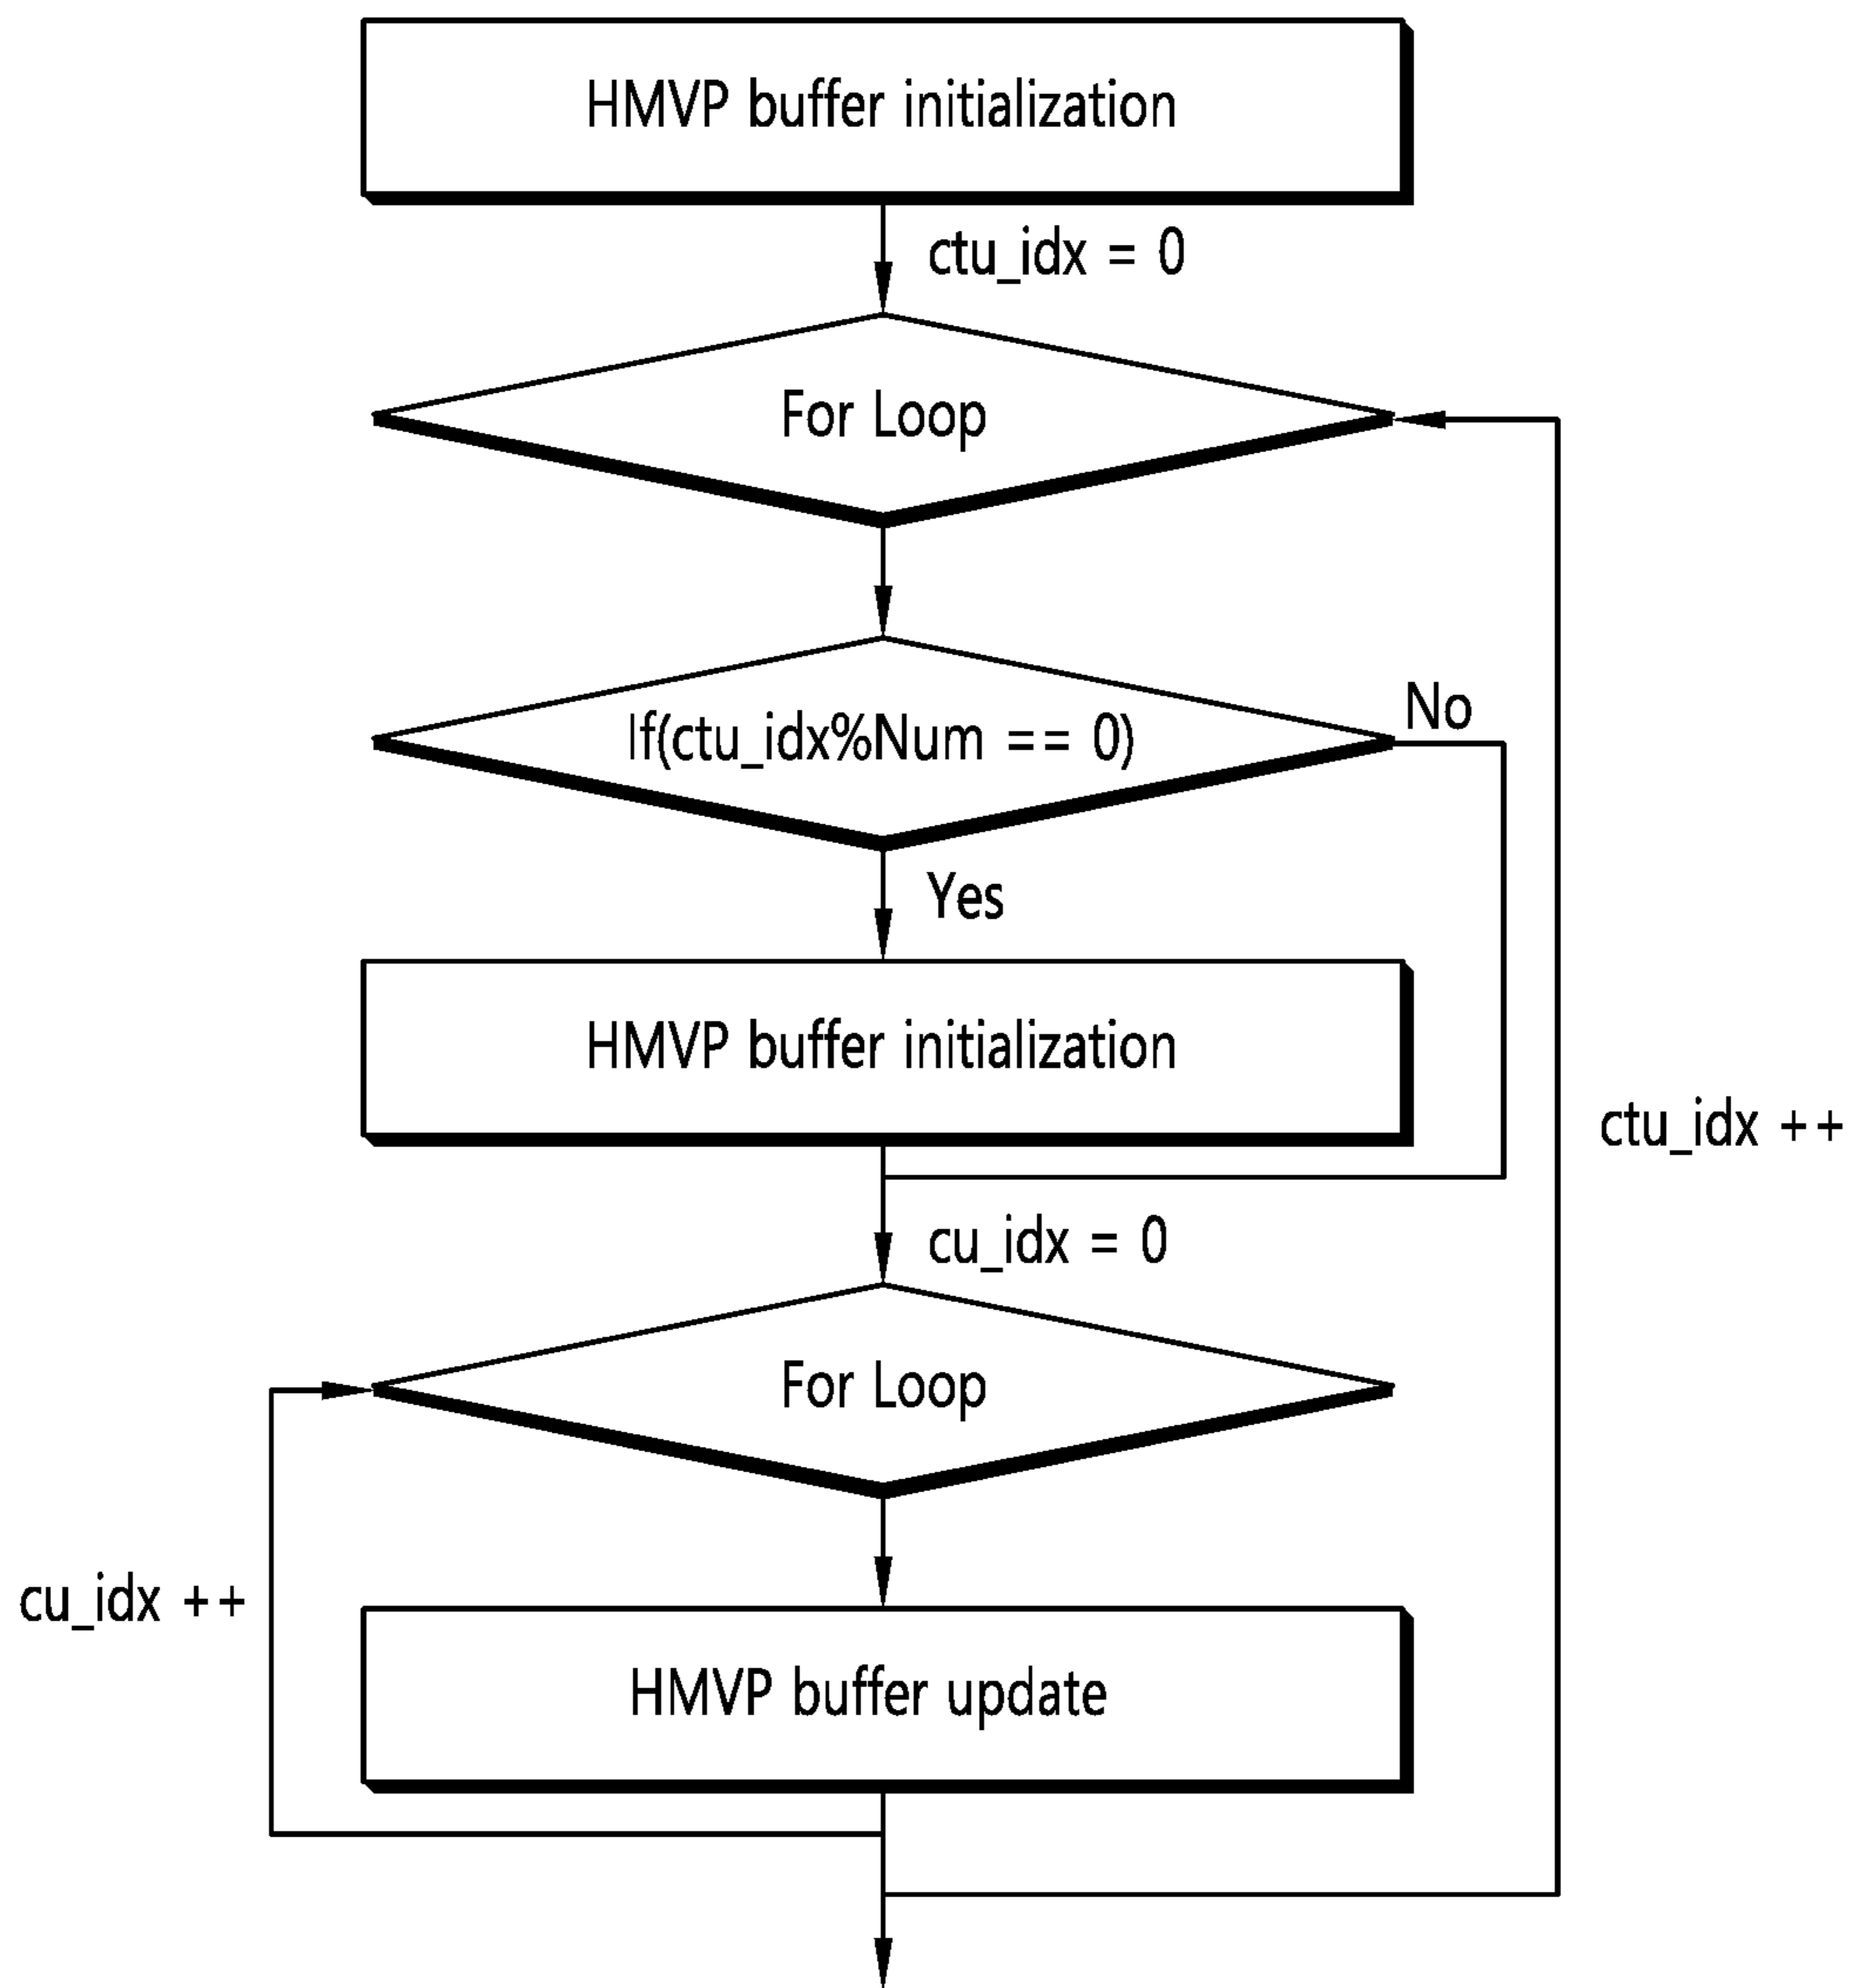 HMVP buffer initialization
ctu_idx = 0
For Loop
If(ctu_idx%Num == 0)
No
Yes
HMVP buffer initialization
ctu_idx ++
cu_idx = 0
For Loop
cu_idx ++
HMVP buffer update